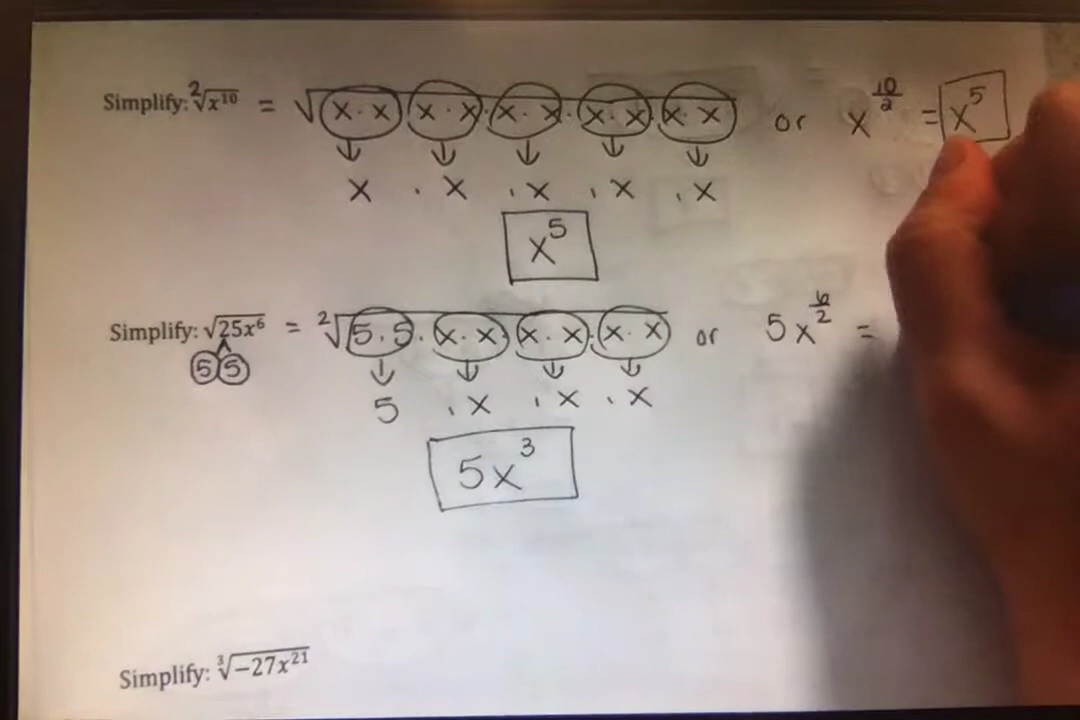 Simplify: ²√x¹⁰ = √x · x · x · x · x · x · x · x · x · x or x^(10/2) = x⁵
↓ ↓ ↓ ↓ ↓
x · x · x · x · x
x⁵
Simplify: √25x⁶ = ²√5 · 5 · x · x · x · x · x · x or 5x^(6/2) =
5 5 ↓ ↓ ↓ ↓
5 · x · x · x
5x³
Simplify: ³√−27x²¹